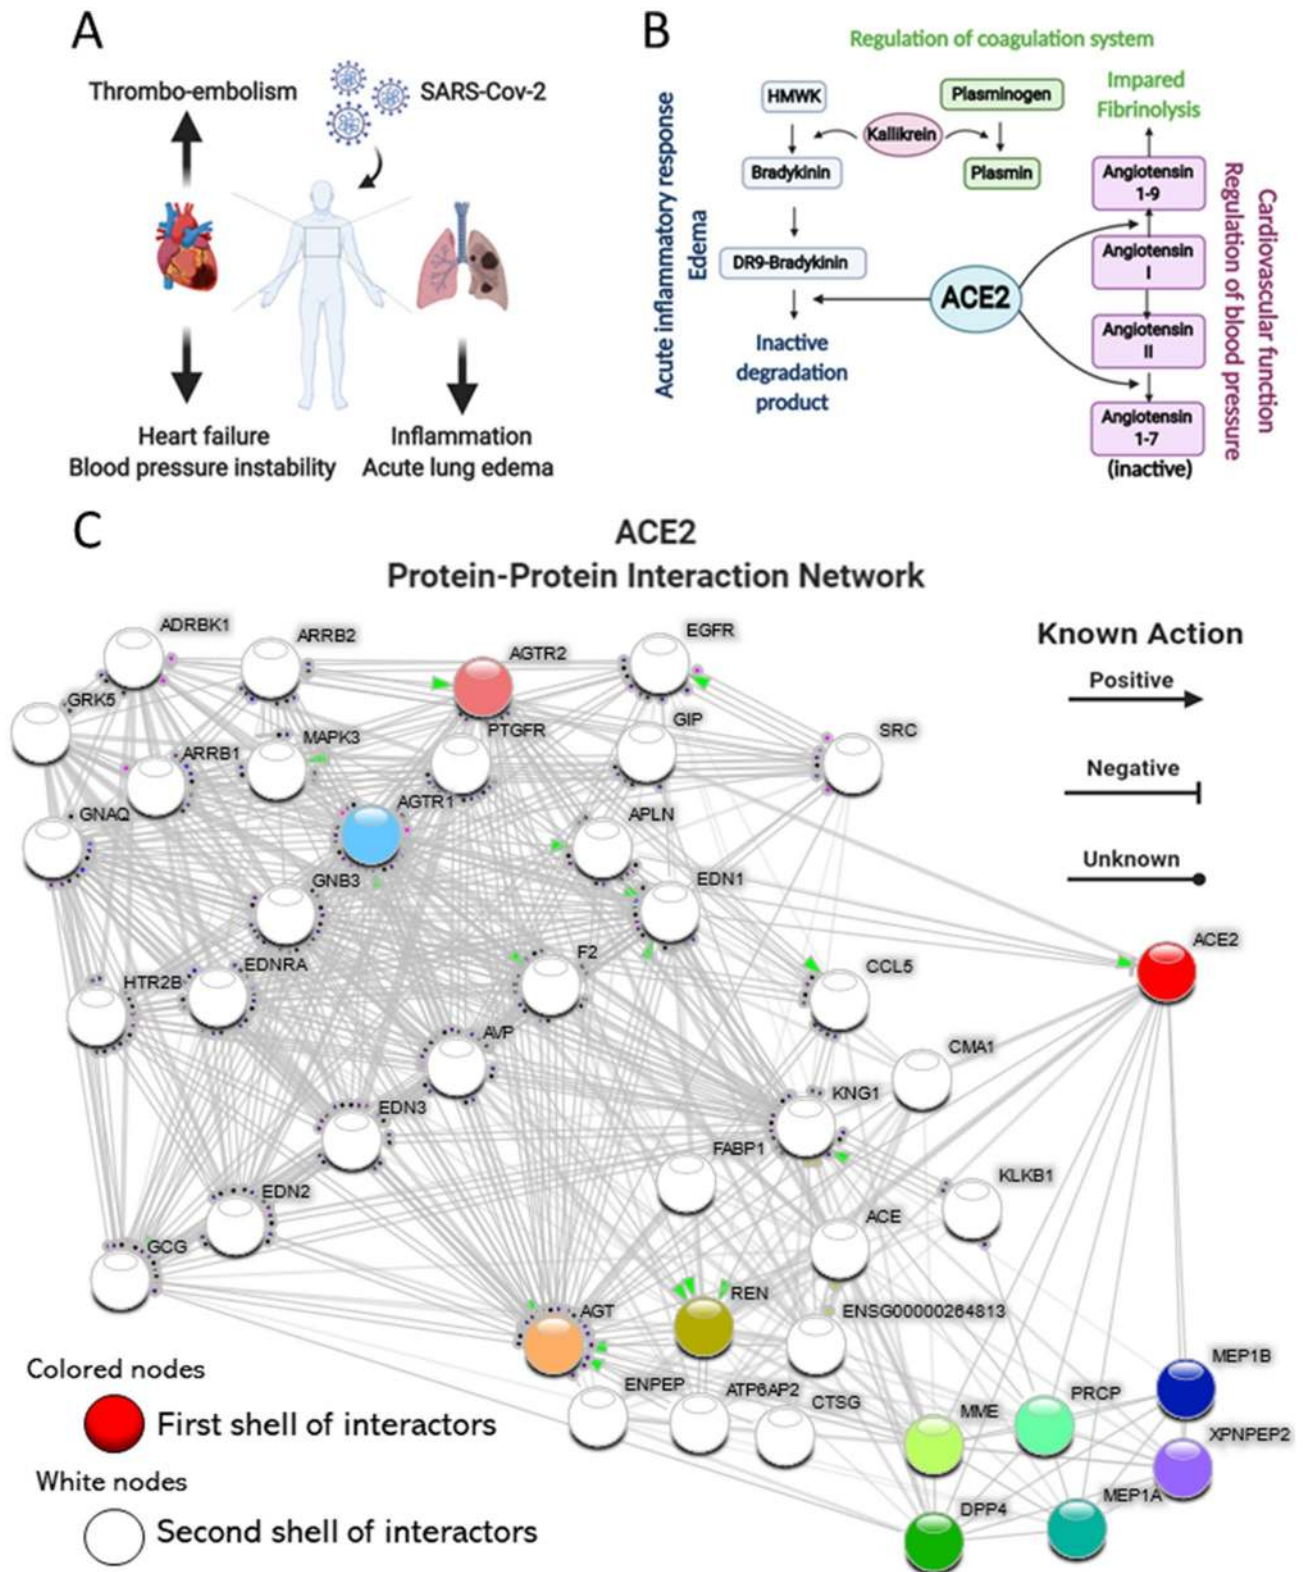 A
Thrombo-embolism
SARS-Cov-2
Heart failure
Blood pressure instability
Inflammation
Acute lung edema
B
Regulation of coagulation system
Acute inflammatory response
Edema
HMWK
Plasminogen
Impared
Fibrinolysis
Kallikrein
Bradykinin
Plasmin
Angiotensin
1-9
DR9-Bradykinin
Angiotensin
I
ACE2
Inactive
degradation
product
Angiotensin
II
Angiotensin
1-7
(inactive)
Cardiovascular function
Regulation of blood pressure
C
ACE2
Protein-Protein Interaction Network
Known Action
Positive
Negative
Unknown
ADRBK1
ARRB2
AGTR2
EGFR
GRK5
MAPK3
PTGFR
GIP
SRC
ARRB1
GNAQ
AGTR1
APLN
GNB3
EDN1
ACE2
HTR2B
EDNRA
F2
CCL5
AVP
CMA1
EDN3
KNG1
FABP1
KLKB1
EDN2
ACE
GCG
AGT
REN
ENSG00000264813
ENPEP
ATP6AP2
CTSG
MME
PRCP
MEP1B
XPNPEP2
DPP4
MEP1A
Colored nodes
First shell of interactors
White nodes
Second shell of interactors